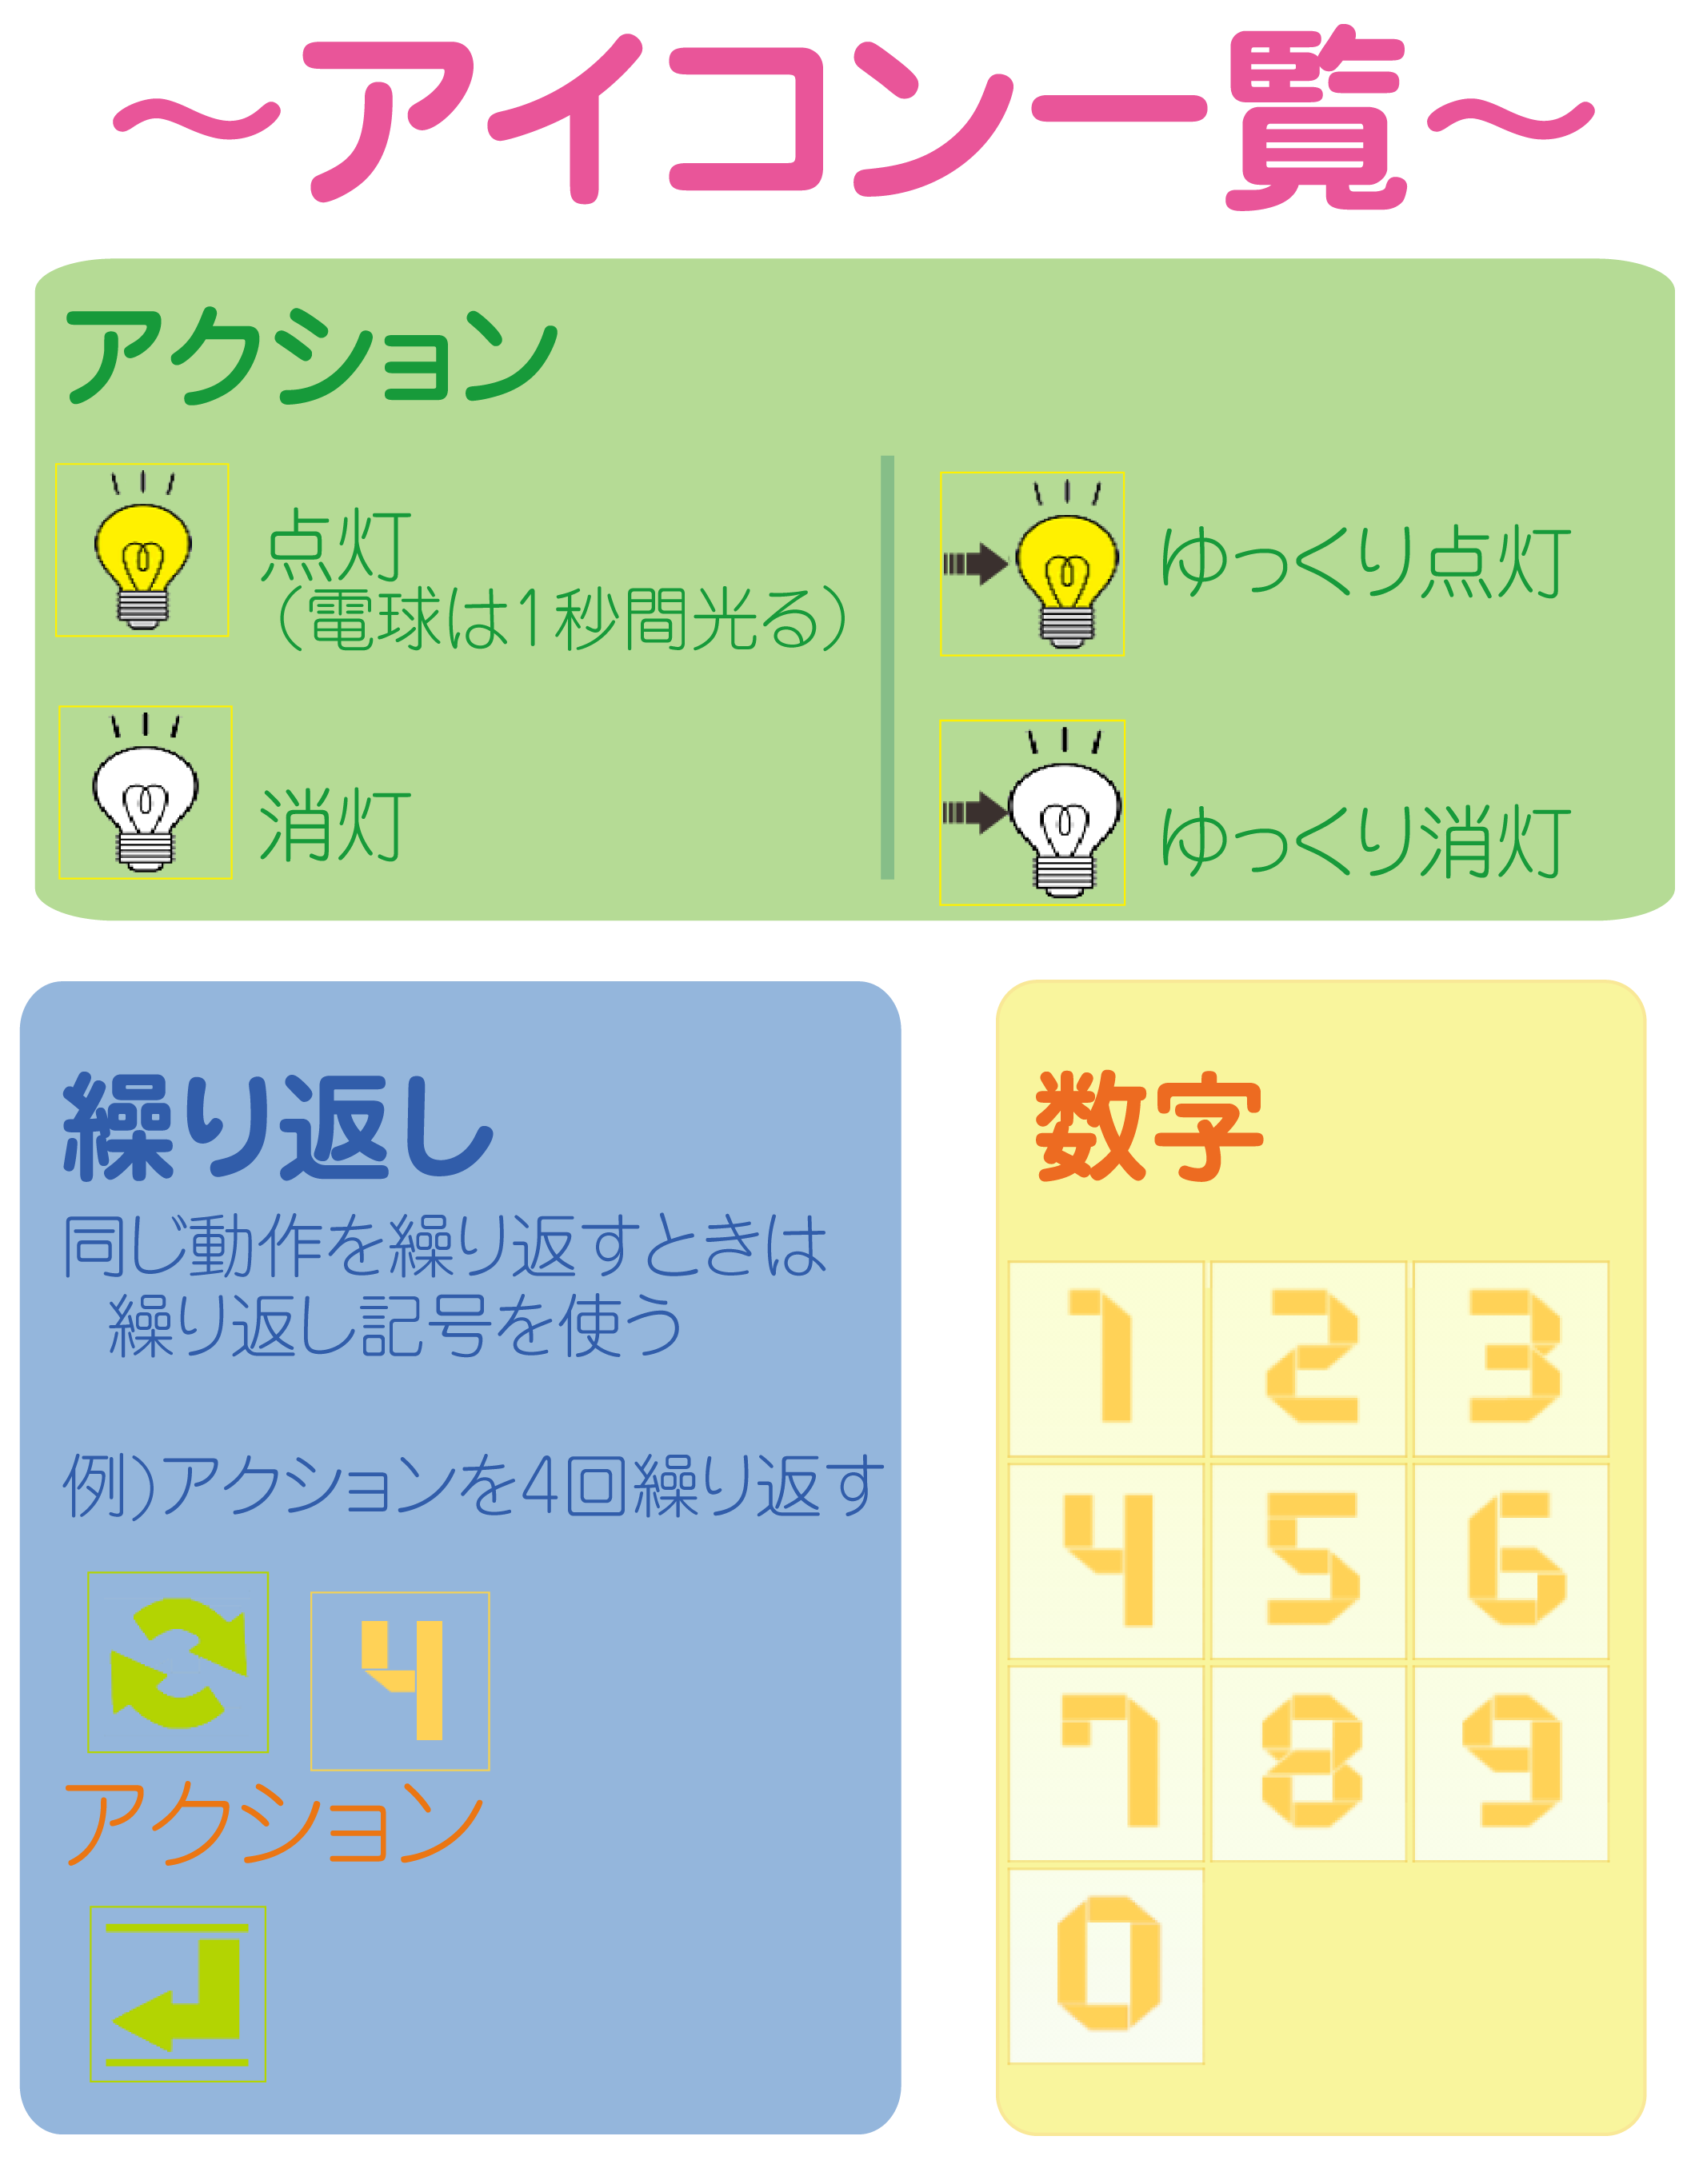 ～アイコン一覧～
アクション
点灯
（電球は1秒間光る）
消灯
ゆっくり点灯
ゆっくり消灯
繰り返し
同じ動作を繰り返すときは
繰り返し記号を使う
例）アクションを4回繰り返す
4
アクション
数字
1 2 3
4 5 6
7 8 9
0